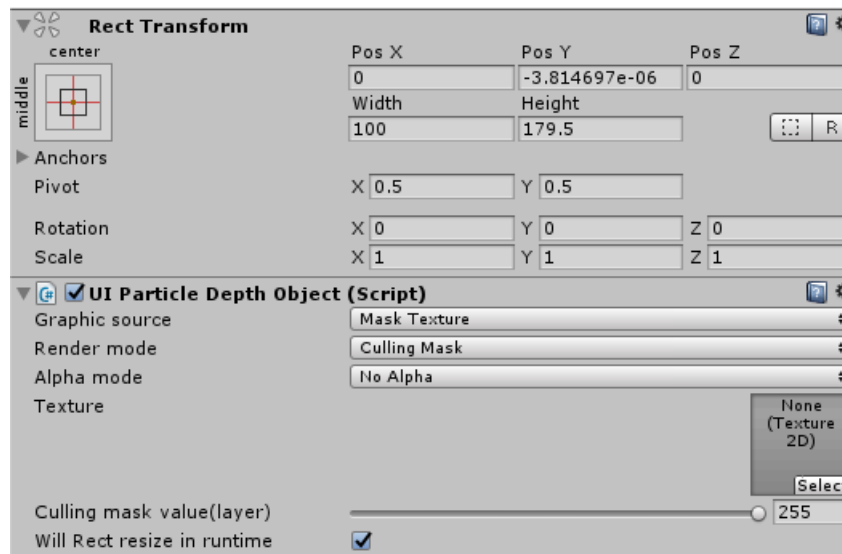 Rect Transform
center
middle
Pos X Pos Y Pos Z
0 -3.814697e-06 0
Width Height
100 179.5
R
Anchors
Pivot X 0.5 Y 0.5
Rotation X 0 Y 0 Z 0
Scale X 1 Y 1 Z 1
C# UI Particle Depth Object (Script)
Graphic source Mask Texture
Render mode Culling Mask
Alpha mode No Alpha
Texture None
(Texture
2D)
Selec
Culling mask value(layer) 255
Will Rect resize in runtime